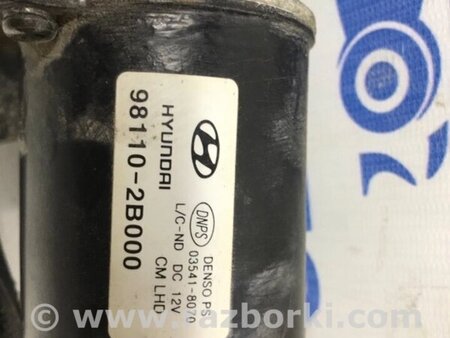 HYUNDAI
98110-2B000
DNPS
DENSO PS
03541-8070
L/C-ND DC 12V
CM LHD
www.razborki.com